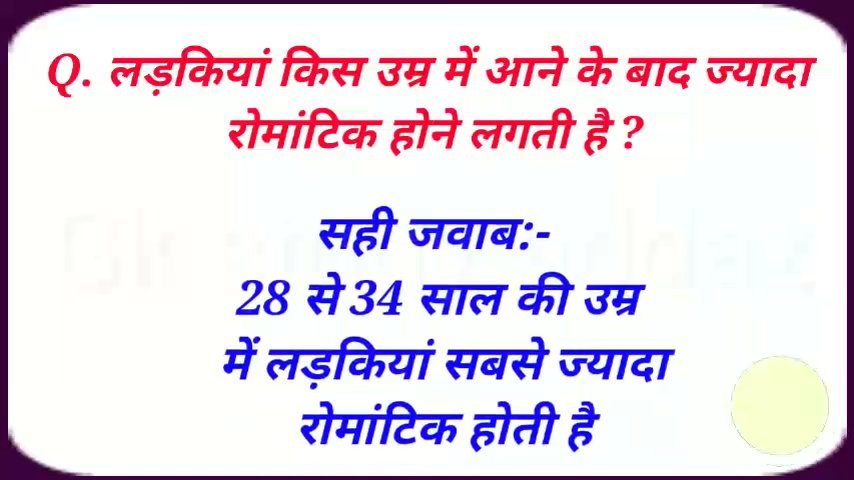 Q. लड़कियां किस उम्र में आने के बाद ज्यादा
रोमांटिक होने लगती है ?
सही जवाब:-
28 से 34 साल की उम्र
में लड़कियां सबसे ज्यादा
रोमांटिक होती है